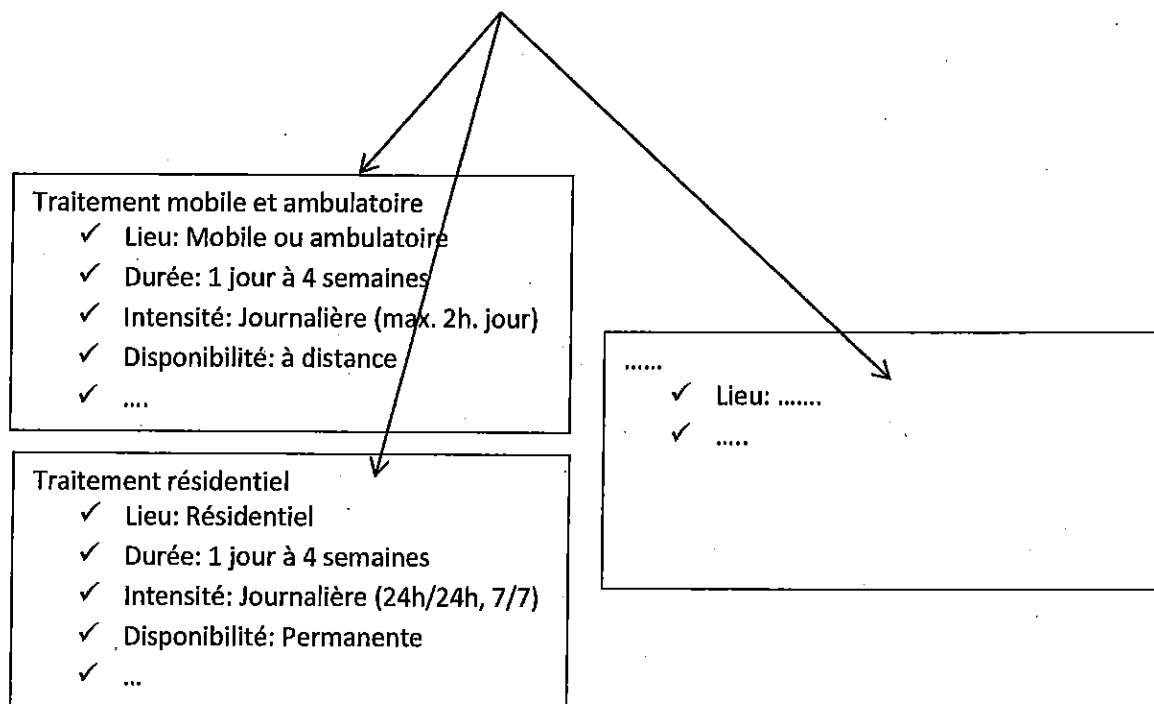 Traitement mobile et ambulatoire
✓ Lieu: Mobile ou ambulatoire
✓ Durée: 1 jour à 4 semaines
✓ Intensité: Journalière (max. 2h. jour)
✓ Disponibilité: à distance
✓ ....
Traitement résidentiel
✓ Lieu: Résidentiel
✓ Durée: 1 jour à 4 semaines
✓ Intensité: Journalière (24h/24h, 7/7)
✓ Disponibilité: Permanente
✓ ...
......
✓ Lieu: .......
✓ .....